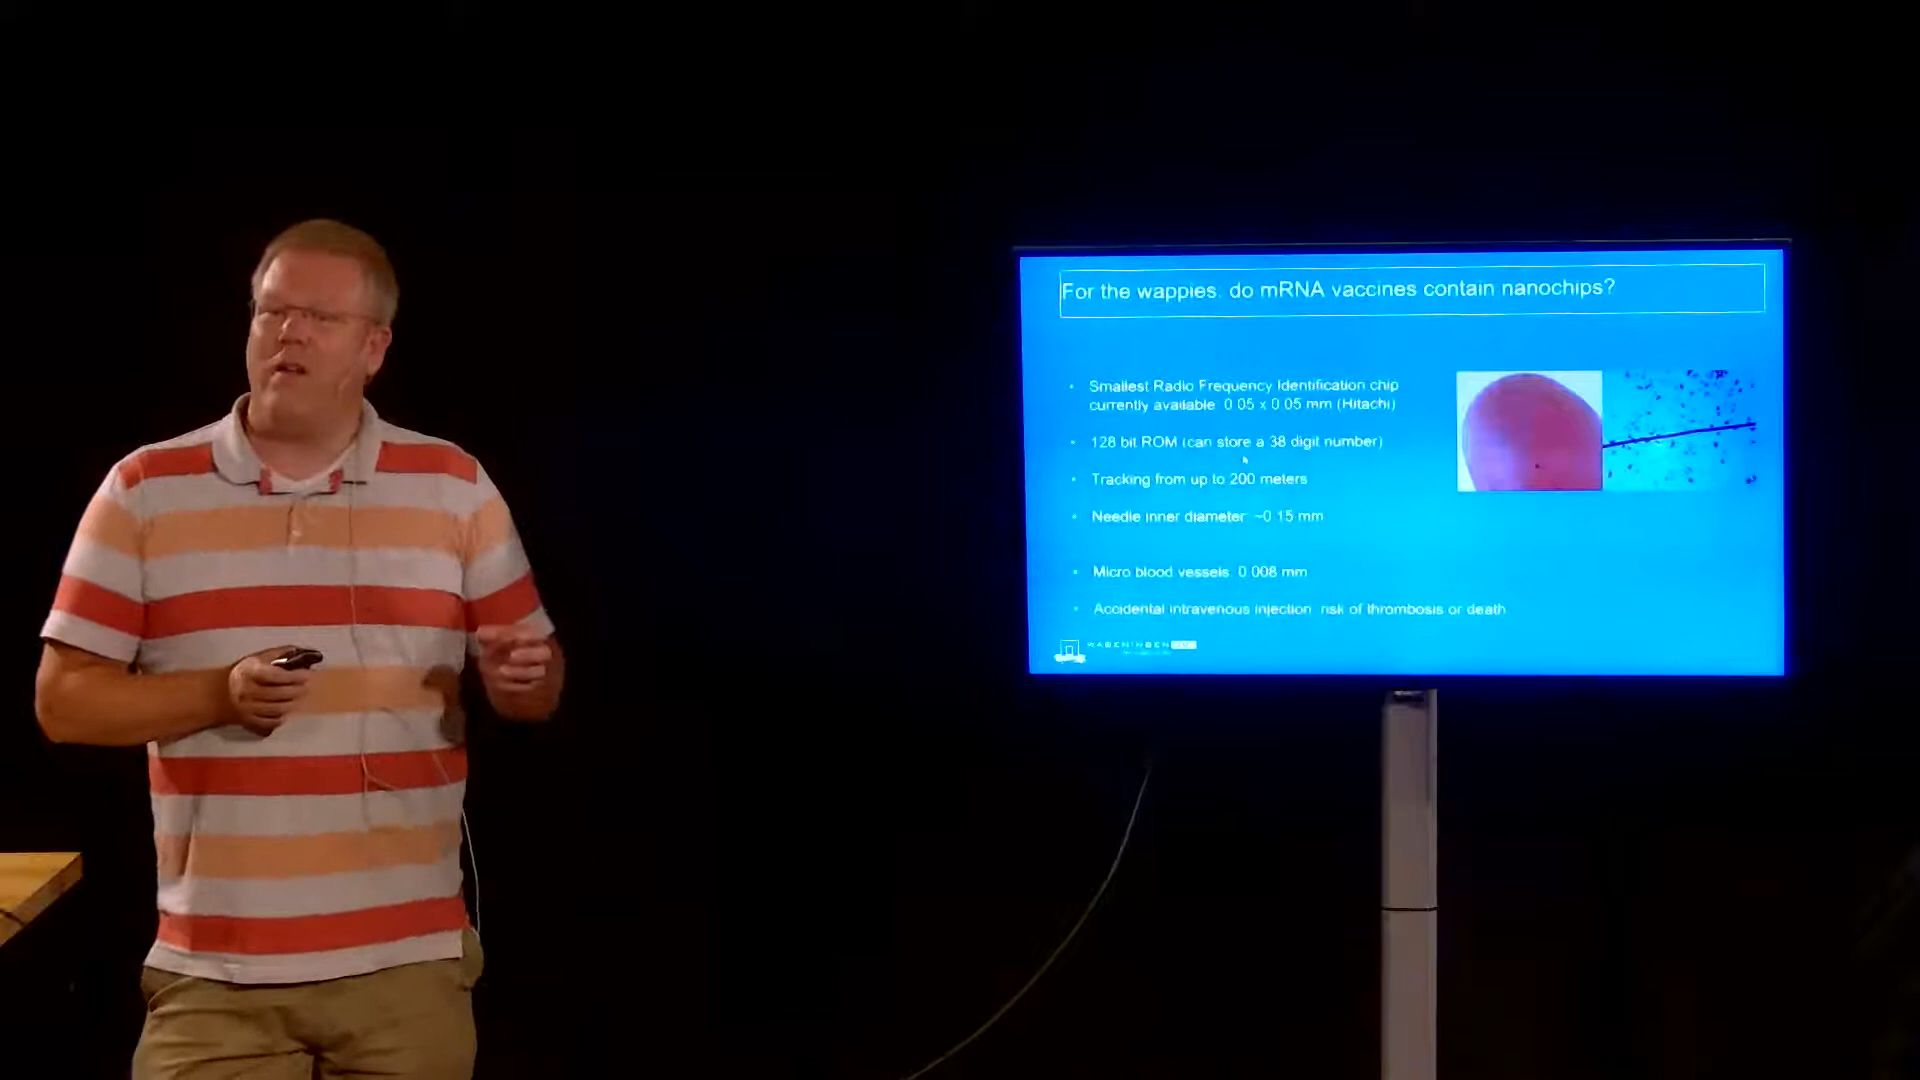 For the wappies: do mRNA vaccines contain nanochips?
Smallest Radio Frequency Identification chip
currently available: 0.05 x 0.05 mm (Hitachi)
128 bit ROM (can store a 38 digit number)
Tracking from up to 200 meters
Needle inner diameter: ~0.15 mm
Micro blood vessels: 0.008 mm
Accidental intravenous injection: risk of thrombosis or death
WAGENINGEN